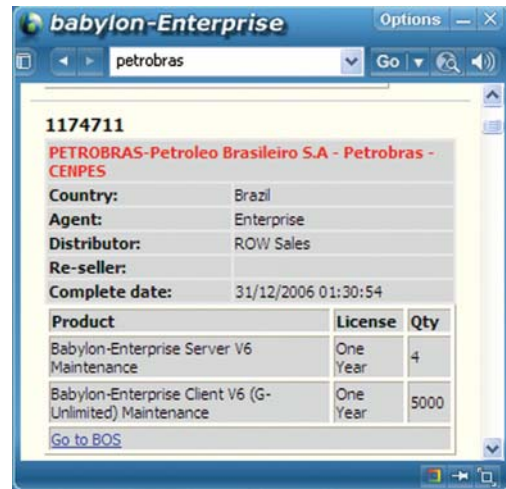 babylon-Enterprise
Options
petrobras
Go
1174711
PETROBRAS-Petroleo Brasileiro S.A - Petrobras -
CENPES
Country: Brazil
Agent: Enterprise
Distributor: ROW Sales
Re-seller:
Complete date: 31/12/2006 01:30:54
Product License Qty
Babylon-Enterprise Server V6
Maintenance
One
Year
4
Babylon-Enterprise Client V6 (G-
Unlimited) Maintenance
One
Year
5000
Go to BOS